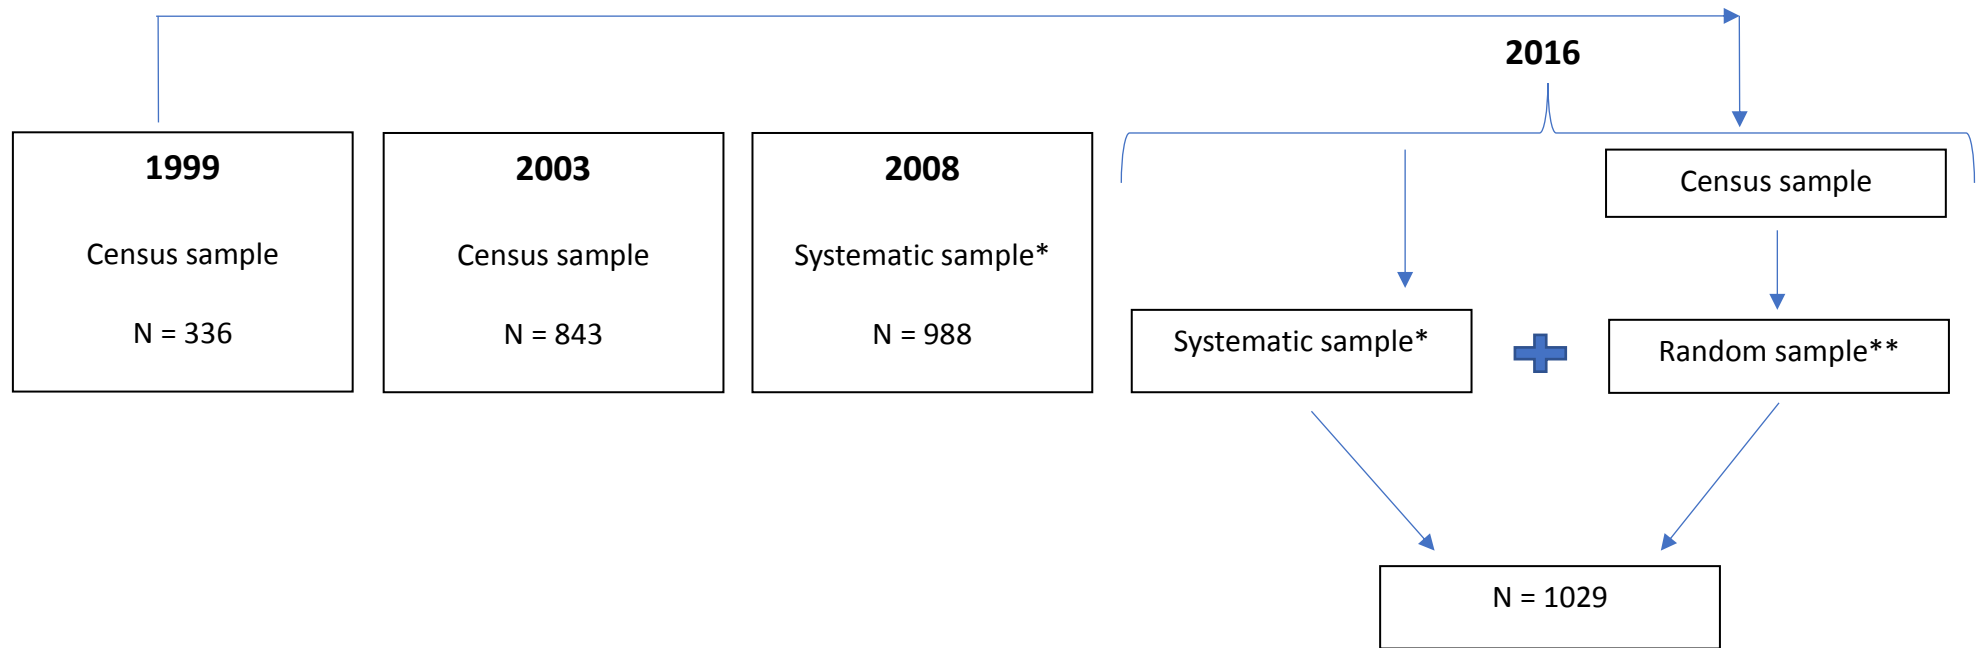 2016
1999
Census sample
N = 336
2003
Census sample
N = 843
2008
Systematic sample*
N = 988
Census sample
Systematic sample*
Random sample**
N = 1029